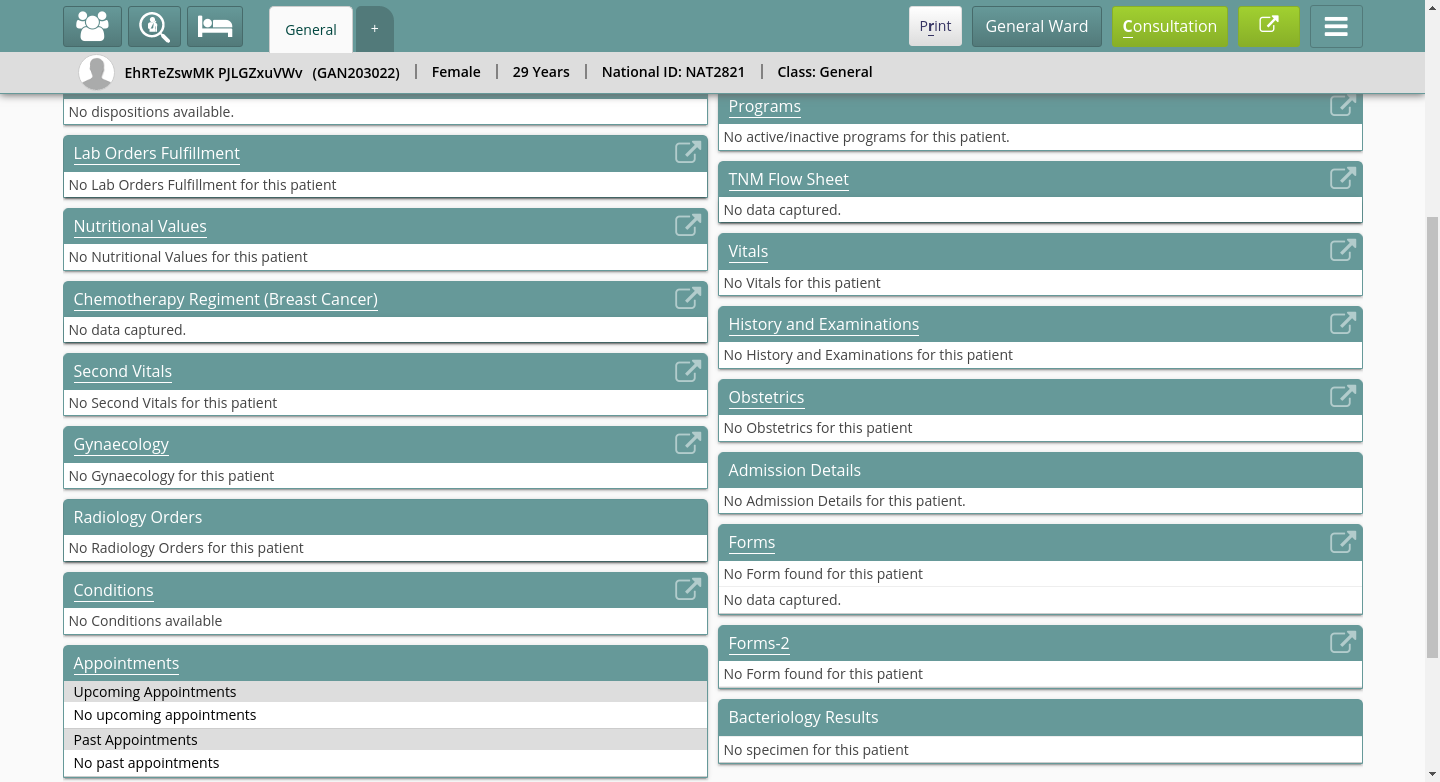 General
+
Print
General Ward
Consultation
EhRTeZswMK PJLGZxuVWv (GAN203022)
Female
29 Years
National ID: NAT2821
Class: General
No dispositions available.
Lab Orders Fulfillment
No Lab Orders Fulfillment for this patient
Nutritional Values
No Nutritional Values for this patient
Chemotherapy Regiment (Breast Cancer)
No data captured.
Second Vitals
No Second Vitals for this patient
Gynaecology
No Gynaecology for this patient
Radiology Orders
No Radiology Orders for this patient
Conditions
No Conditions available
Appointments
Upcoming Appointments
No upcoming appointments
Past Appointments
No past appointments
Programs
No active/inactive programs for this patient.
TNM Flow Sheet
No data captured.
Vitals
No Vitals for this patient
History and Examinations
No History and Examinations for this patient
Obstetrics
No Obstetrics for this patient
Admission Details
No Admission Details for this patient.
Forms
No Form found for this patient
No data captured.
Forms-2
No Form found for this patient
Bacteriology Results
No specimen for this patient